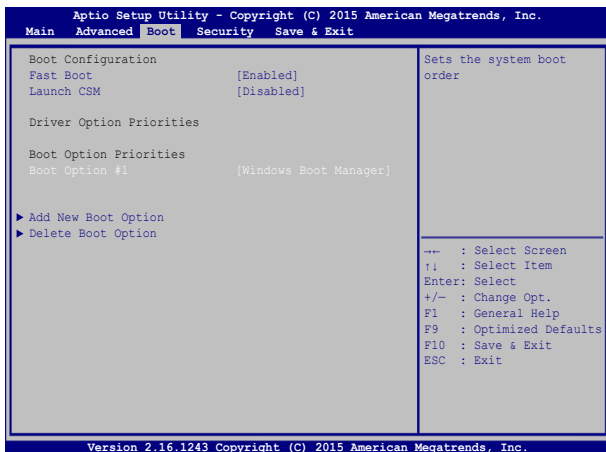 Aptio Setup Utility - Copyright (C) 2015 American Megatrends, Inc.
Main Advanced Boot Security Save & Exit
Boot Configuration
Fast Boot [Enabled]
Launch CSM [Disabled]
Driver Option Priorities
Boot Option Priorities
Boot Option #1 [Windows Boot Manager]
▶ Add New Boot Option
▶ Delete Boot Option
Sets the system boot
order
→← : Select Screen
↑↓ : Select Item
Enter: Select
+/— : Change Opt.
F1 : General Help
F9 : Optimized Defaults
F10 : Save & Exit
ESC : Exit
Version 2.16.1243 Copyright (C) 2015 American Megatrends, Inc.